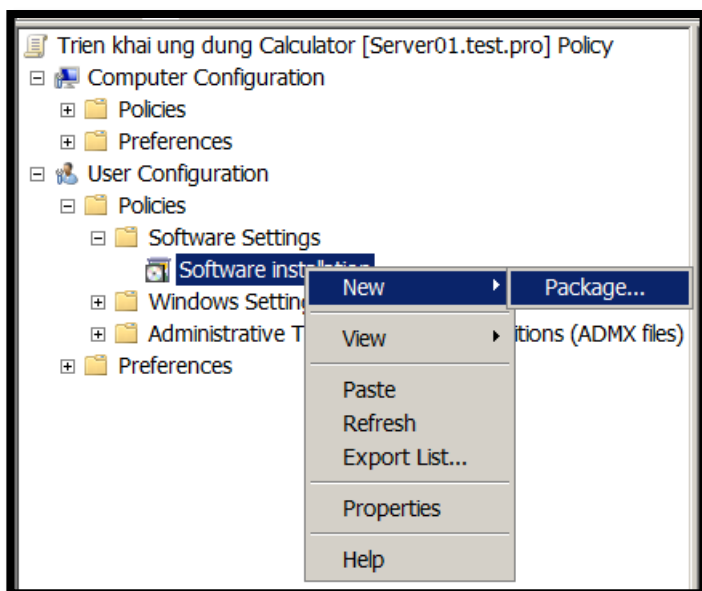 Trien khai ung dung Calculator [Server01.test.pro] Policy
Computer Configuration
Policies
Preferences
User Configuration
Policies
Software Settings
Software inst
New
Package...
Windows Setting
Administrative T
itions (ADMX files)
View
Preferences
Paste
Refresh
Export List...
Properties
Help